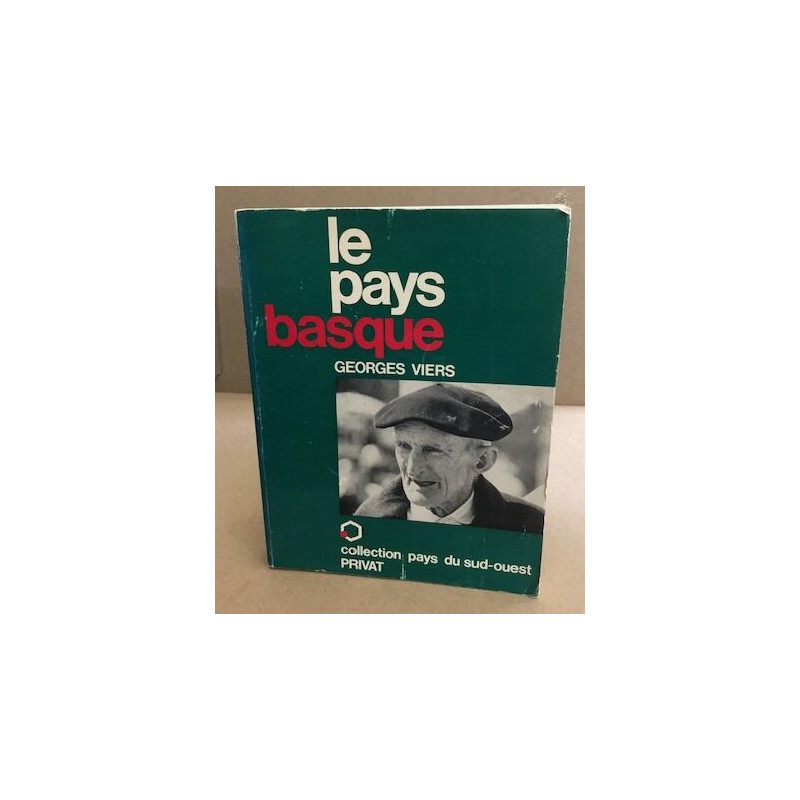 le
pays
basque
GEORGES VIERS
collection pays du sud-ouest
PRIVAT